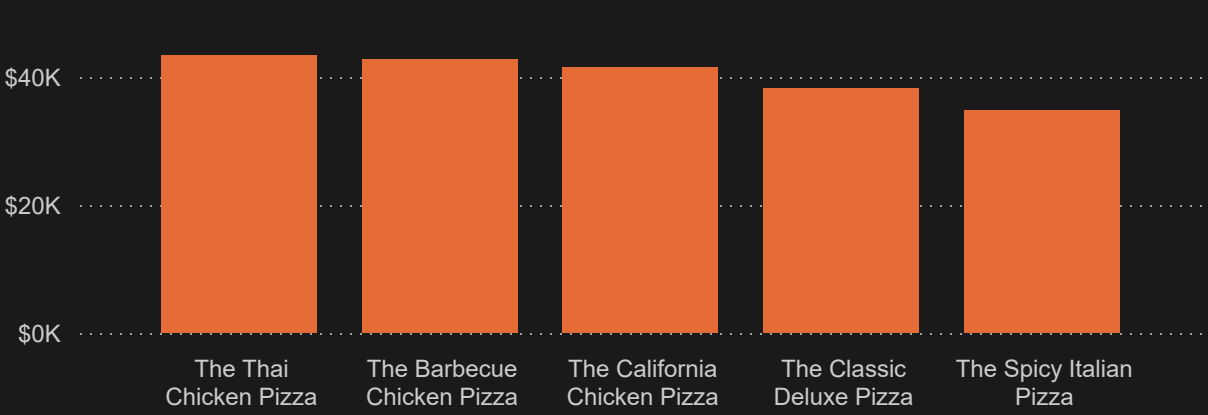 $40K
$20K
$0K
The Thai
Chicken Pizza
The Barbecue
Chicken Pizza
The California
Chicken Pizza
The Classic
Deluxe Pizza
The Spicy Italian
Pizza